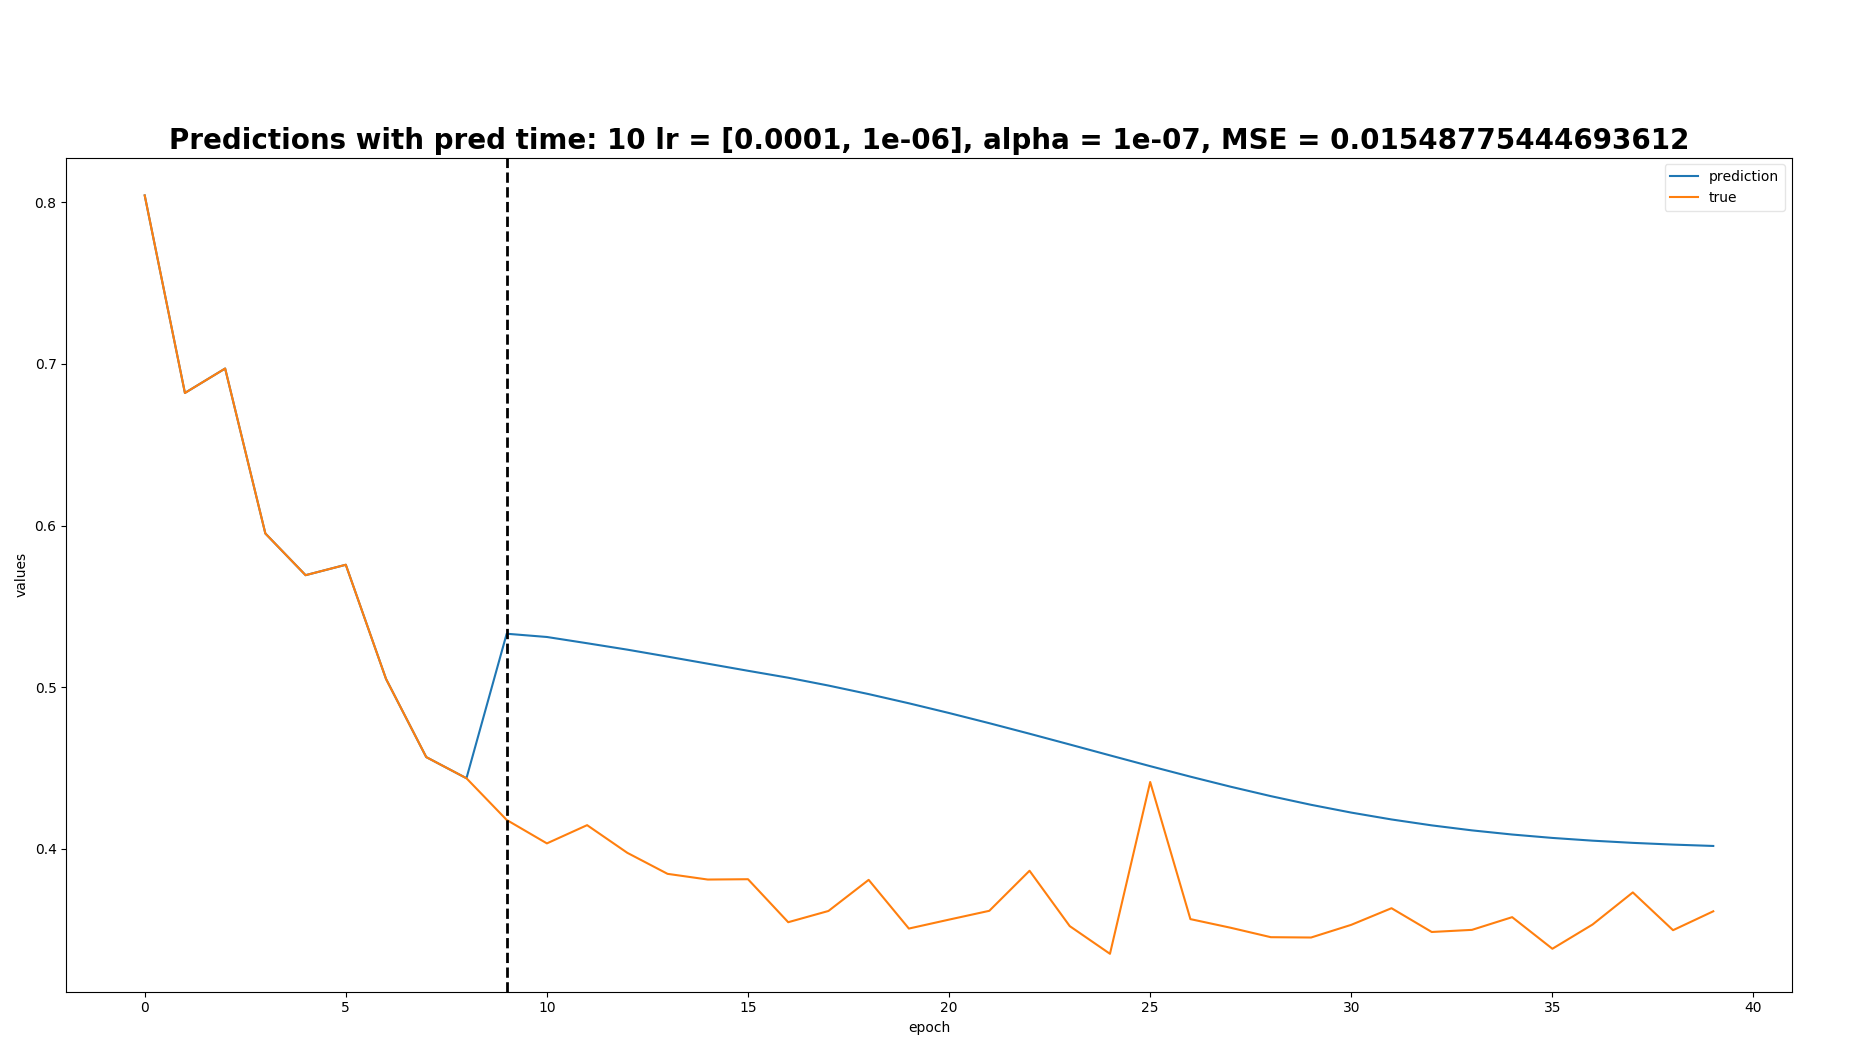 Predictions with pred time: 10 lr = [0.0001, 1e-06], alpha = 1e-07, MSE = 0.01548775444693612
prediction
true
0.8
0.7
0.6
0.5
0.4
values
0 5 10 15 20 25 30 35 40
epoch